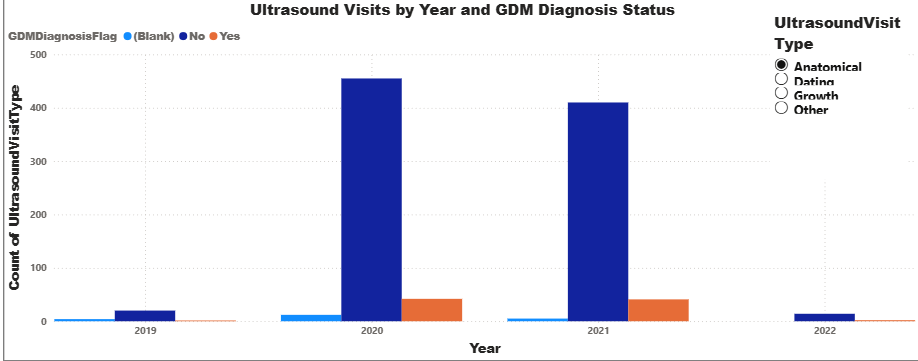 Ultrasound Visits by Year and GDM Diagnosis Status
GDMDiagnosisFlag (Blank) No Yes
UltrasoundVisit
Type
Anatomical
Dating
Growth
Other
Count of UltrasoundVisitType
500
400
300
200
100
0
2019 2020 2021 2022
Year